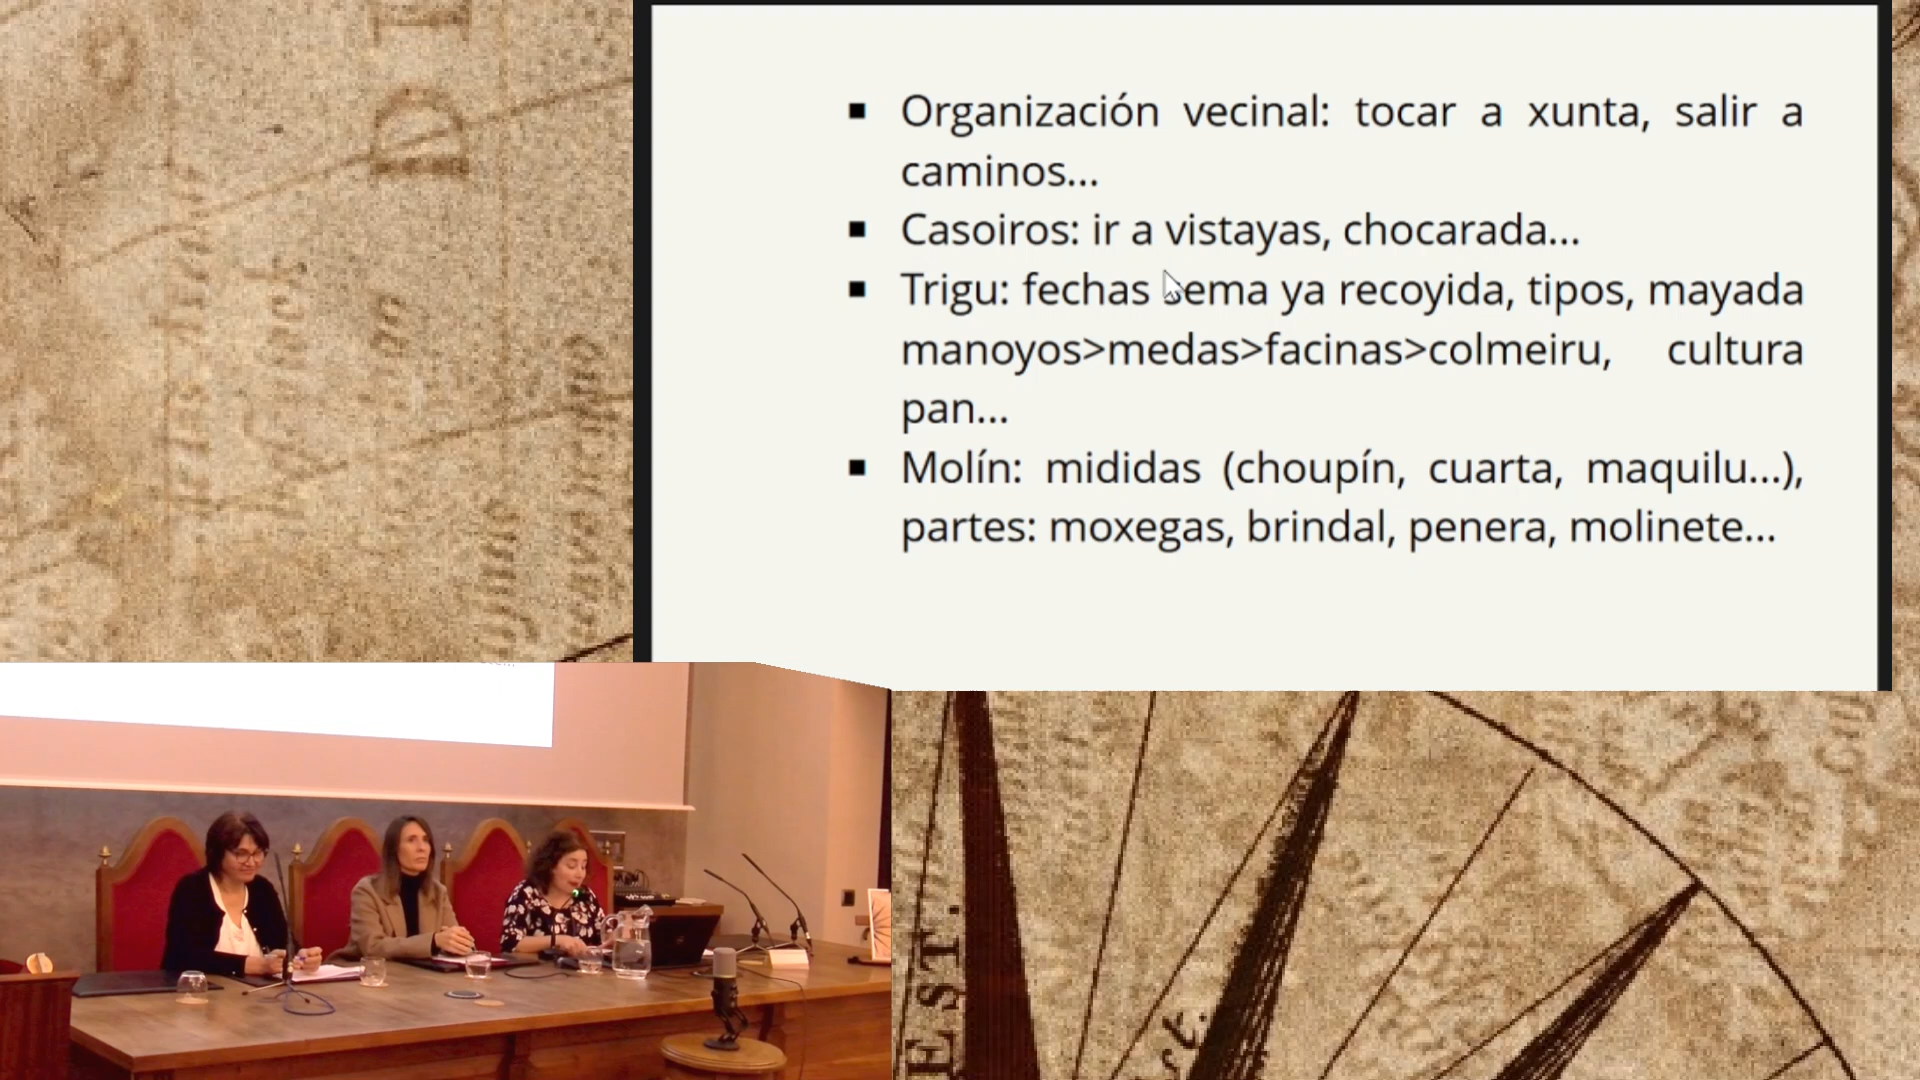 Organización vecinal: tocar a xunta, salir a
caminos...
Casoiros: ir a vistayas, chocarada...
Trigu: fechas sema ya recoyida, tipos, mayada
manoyos>medas>facinas>colmeiru, cultura
pan...
Molín: mididas (choupín, cuarta, maquilu...),
partes: moxegas, brindal, penera, molinete...
EST.